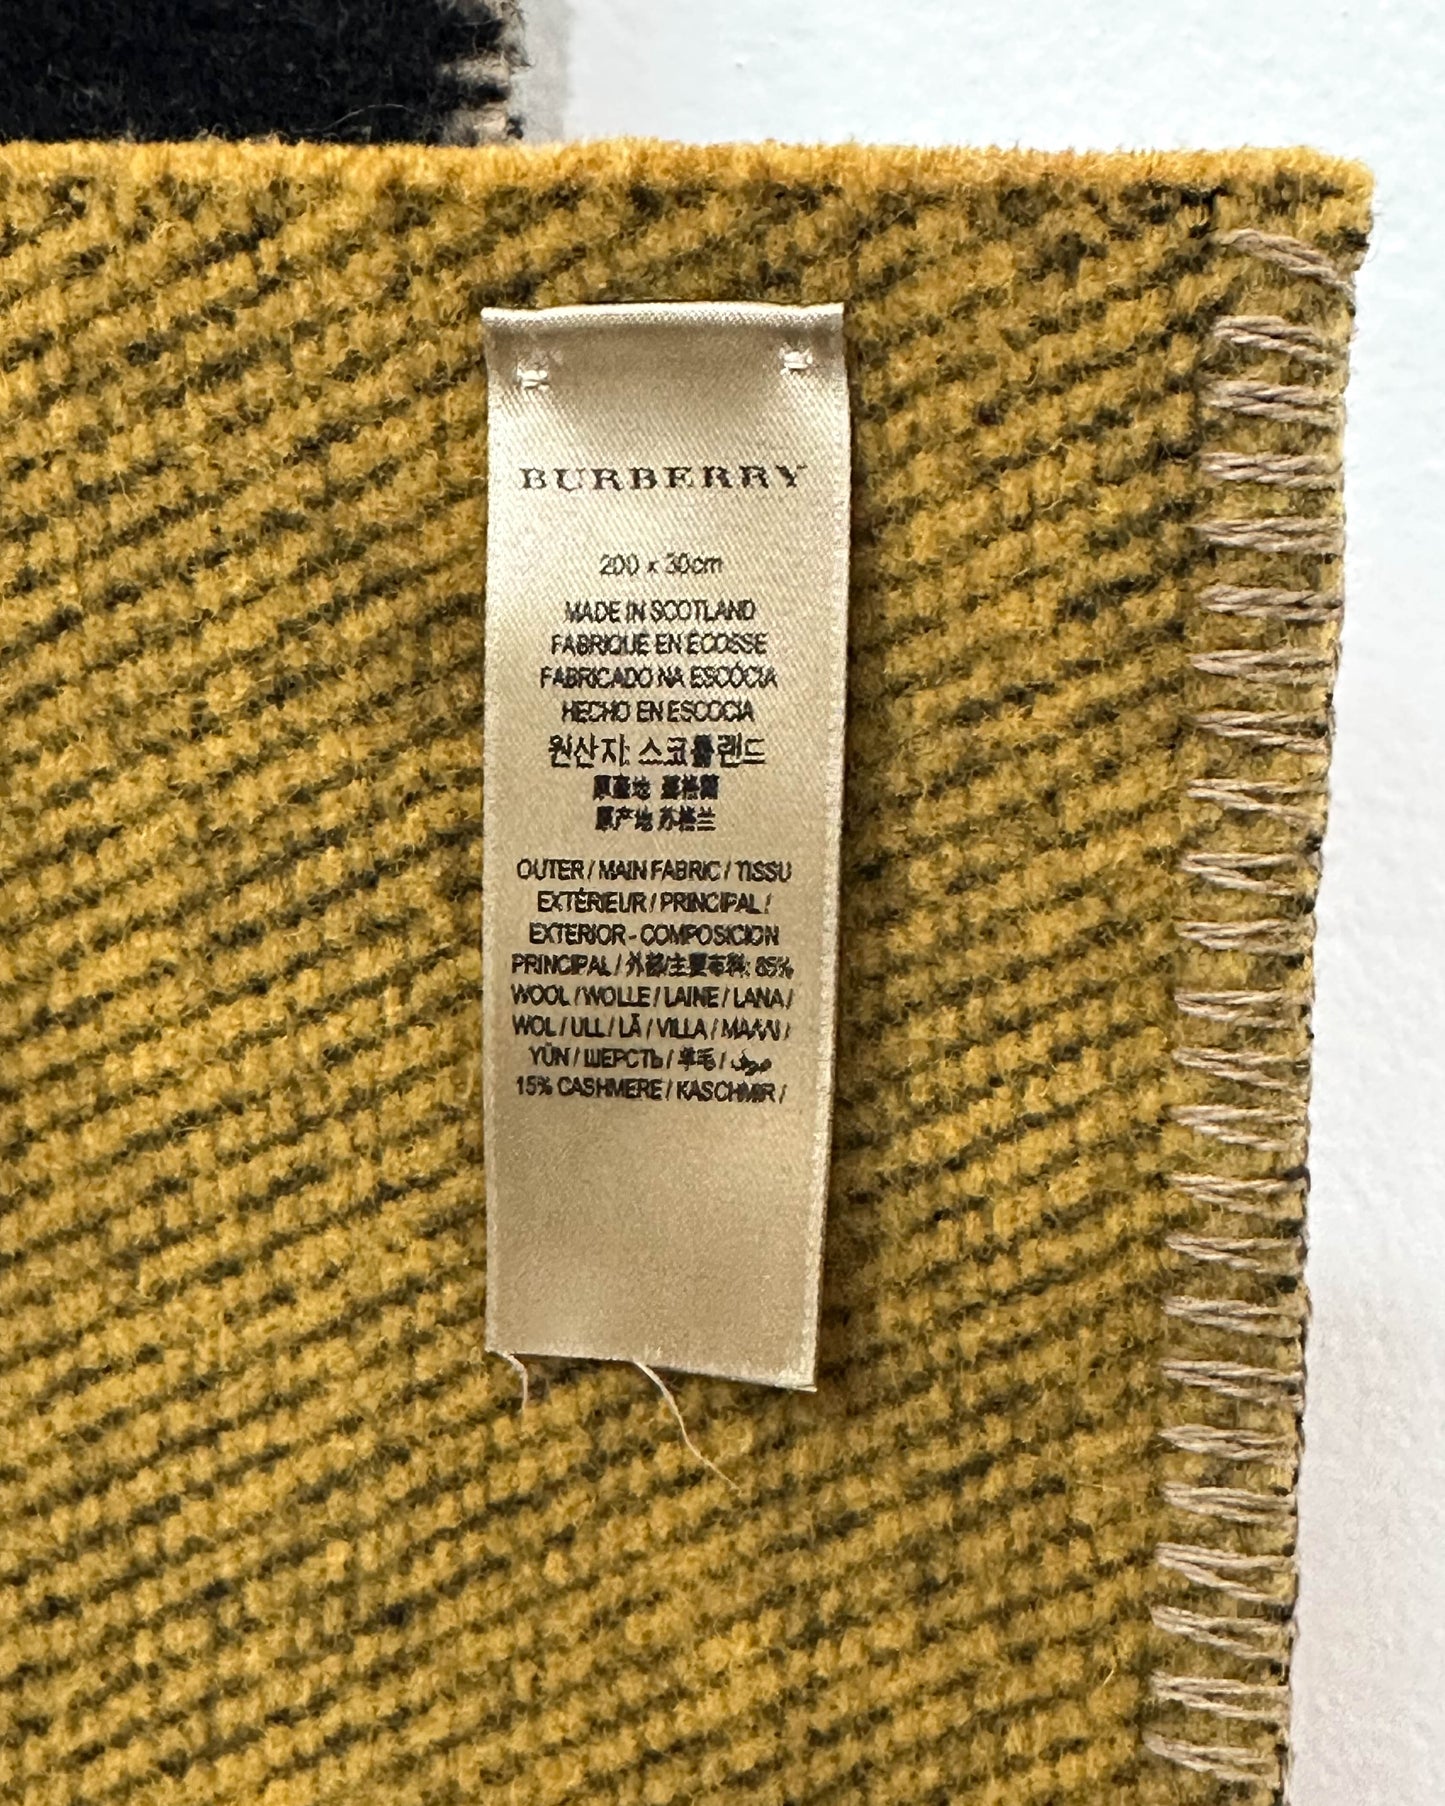 BURBERRY
200 x 30cm
MADE IN SCOTLAND
FABRIQUÉ EN ÉCOSSE
FABRICADO NA ESCÓCIA
HECHO EN ESCOCIA
원산지: 스코틀랜드
原產地 蘇格蘭
原产地 苏格兰
OUTER / MAIN FABRIC / TISSU
EXTÉRIEUR / PRINCIPAL /
EXTERIOR - COMPOSICION
PRINCIPAL / 外部/主要布料: 85%
WOOL / WOLLE / LAINE / LANA /
WOL / ULL / LÃ / VILLA / ΜΑΛΛΙ /
YÜN / ШЕРСТЬ / 羊毛 / صوف
15% CASHMERE / KASCHMIR /